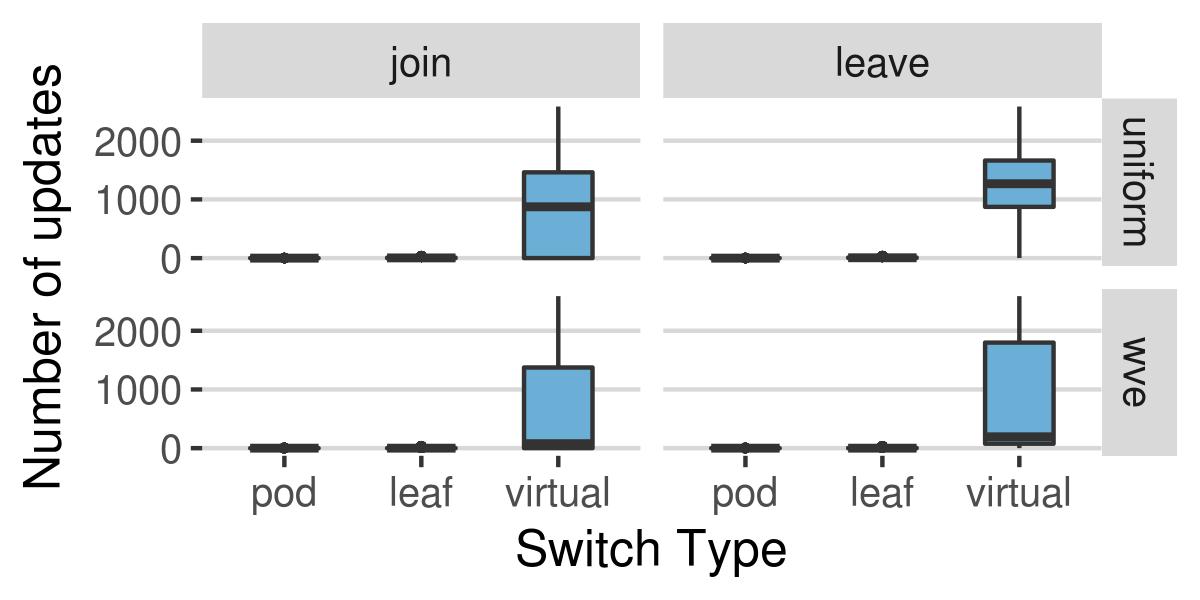 join
leave
Number of updates
2000
1000
0
uniform
2000
1000
0
wve
pod
leaf
virtual
pod
leaf
virtual
Switch Type